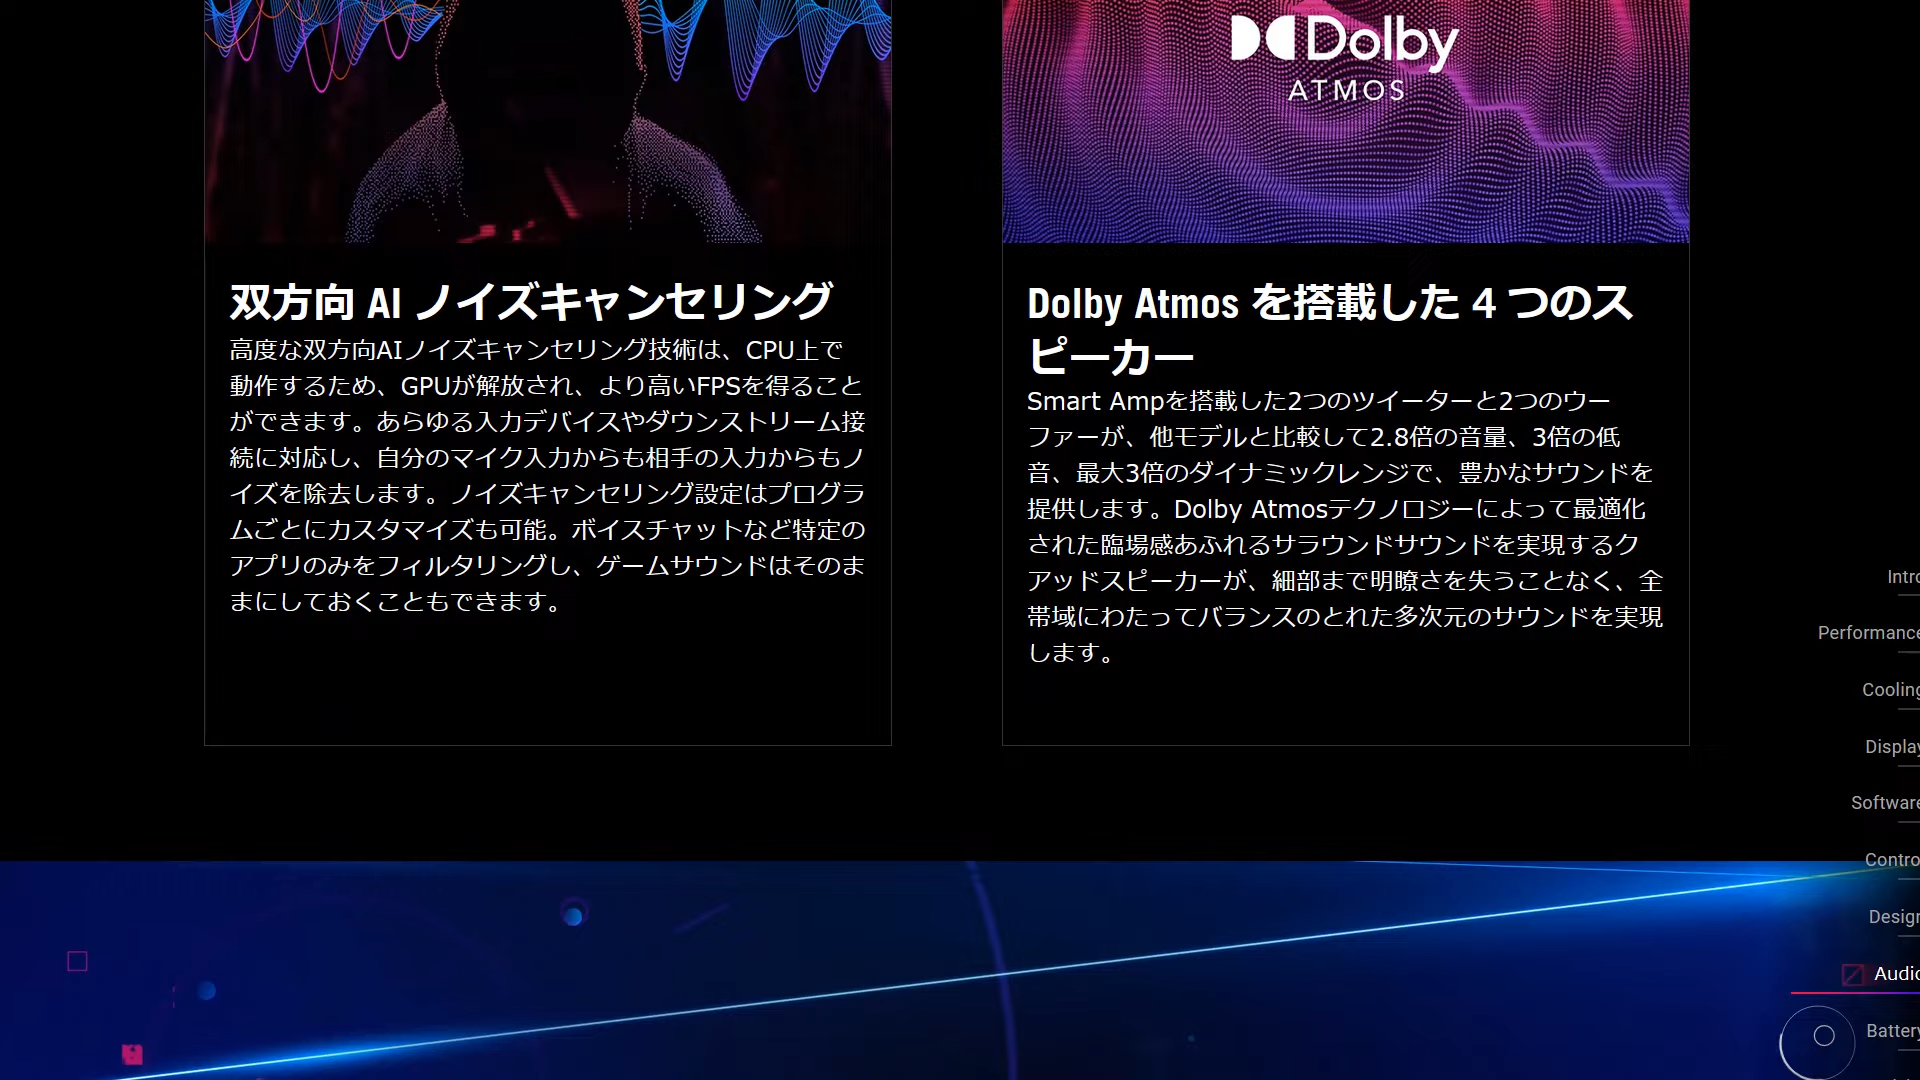 Dolby
ATMOS
双方向 AI ノイズキャンセリング
高度な双方向AIノイズキャンセリング技術は、CPU上で
動作するため、GPUが解放され、より高いFPSを得ること
ができます。あらゆる入力デバイスやダウンストリーム接
続に対応し、自分のマイク入力からも相手の入力からもノ
イズを除去します。ノイズキャンセリング設定はプログラ
ムごとにカスタマイズも可能。ボイスチャットなど特定の
アプリのみをフィルタリングし、ゲームサウンドはそのま
まにしておくこともできます。
Dolby Atmos を搭載した 4 つのス
ピーカー
Smart Ampを搭載した2つのツイーターと2つのウー
ファーが、他モデルと比較して2.8倍の音量、3倍の低
音、最大3倍のダイナミックレンジで、豊かなサウンドを
提供します。Dolby Atmosテクノロジーによって最適化
された臨場感あふれるサラウンドサウンドを実現するク
アッドスピーカーが、細部まで明瞭さを失うことなく、全
帯域にわたってバランスのとれた多次元のサウンドを実現
します。
Intro
Performance
Cooling
Display
Software
Contro
Design
Audio
Battery